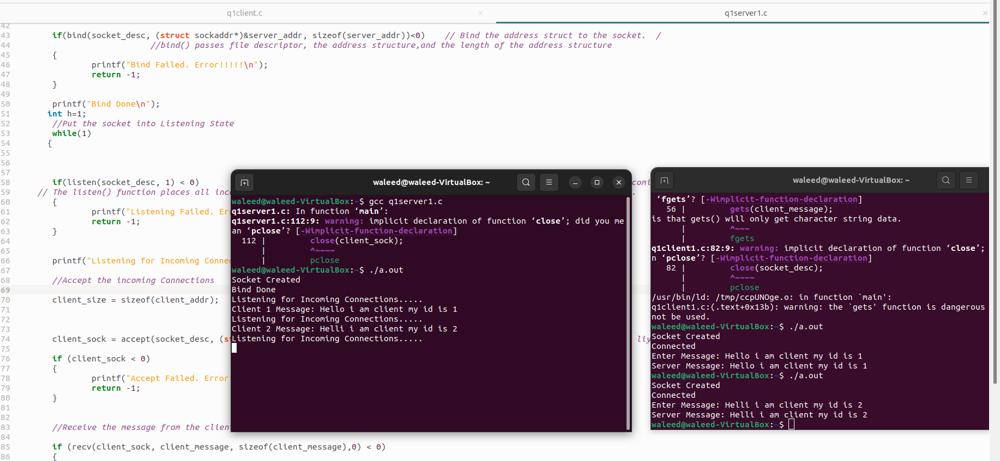 q1client.c
q1server1.c
42
43 if(bind(socket_desc, (struct sockaddr*)&server_addr, sizeof(server_addr))<0) // Bind the address struct to the socket. /
44 //bind() passes file descriptor, the address structure,and the length of the address structure
45 {
46 printf("Bind Failed. Error!!!!!\n");
47 return -1;
48 }
49
50 printf("Bind Done\n");
51 int h=1;
52 //Put the socket into Listening State
53 while(1)
54 {
55
56
57
58 if(listen(socket_desc, 1) < 0)
59 // The listen() function places all inc
60 {
61 printf("Listening Failed. Er
62 return -1;
63 }
64
65
66 printf("Listening for Incoming Connec
67
68 //Accept the incoming Connections
69
70 client_size = sizeof(client_addr);
71
72
73
74 client_sock = accept(socket_desc, (st
75
76 if (client_sock < 0)
77 {
78 printf("Accept Failed. Error
79 return -1;
80 }
81
82
83 //Receive the message from the clien
84
85 if (recv(client_sock, client_message, sizeof(client_message),0) < 0)
86 {
waleed@waleed-VirtualBox: ~
waleed@waleed-VirtualBox:~$ gcc q1server1.c
q1server1.c: In function ‘main’:
q1server1.c:112:9: warning: implicit declaration of function ‘close’; did you me
an ‘pclose’? [-Wimplicit-function-declaration]
112 | close(client_sock);
| ^~~~~
| pclose
waleed@waleed-VirtualBox:~$ ./a.out
Socket Created
Bind Done
Listening for Incoming Connections.....
Client 1 Message: Hello i am client my id is 1
Listening for Incoming Connections.....
Client 2 Message: Helli i am client my id is 2
Listening for Incoming Connections.....
comi
liy
waleed@waleed-VirtualBox: ~
‘fgets’? [-Wimplicit-function-declaration]
56 | gets(client_message);
is that gets() will only get character string data.
| ^~~~
| fgets
q1client1.c:82:9: warning: implicit declaration of function ‘close’;
n ‘pclose’? [-Wimplicit-function-declaration]
82 | close(socket_desc);
| ^~~~~
| pclose
/usr/bin/ld: /tmp/ccpUNOge.o: in function `main':
q1client1.c:(.text+0x13b): warning: the `gets' function is dangerous
not be used.
waleed@waleed-VirtualBox:~$ ./a.out
Socket Created
Connected
Enter Message: Hello i am client my id is 1
Server Message: Hello i am client my id is 1
waleed@waleed-VirtualBox:~$ ./a.out
Socket Created
Connected
Enter Message: Helli i am client my id is 2
Server Message: Helli i am client my id is 2
waleed@waleed-VirtualBox:~$